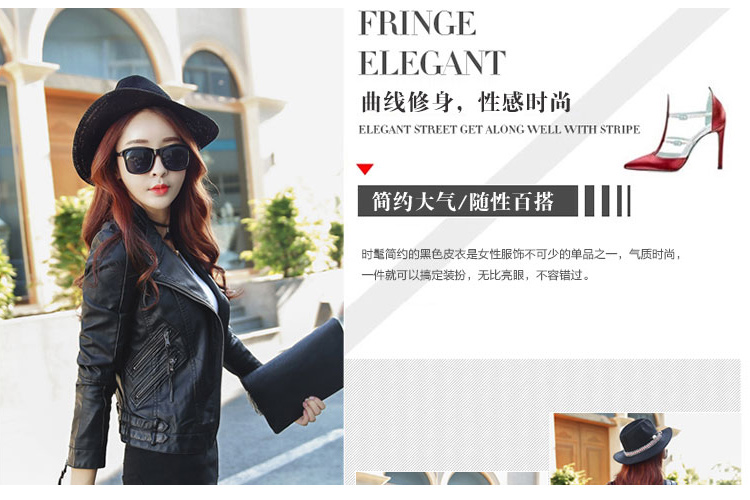 FRINGE
ELEGANT
曲线修身，性感时尚
ELEGANT STREET GET ALONG WELL WITH STRIPE
简约大气/随性百搭
时髦简约的黑色皮衣是女性服饰不可少的单品之一，气质时尚，
一件就可以搞定装扮，无比亮眼，不容错过。